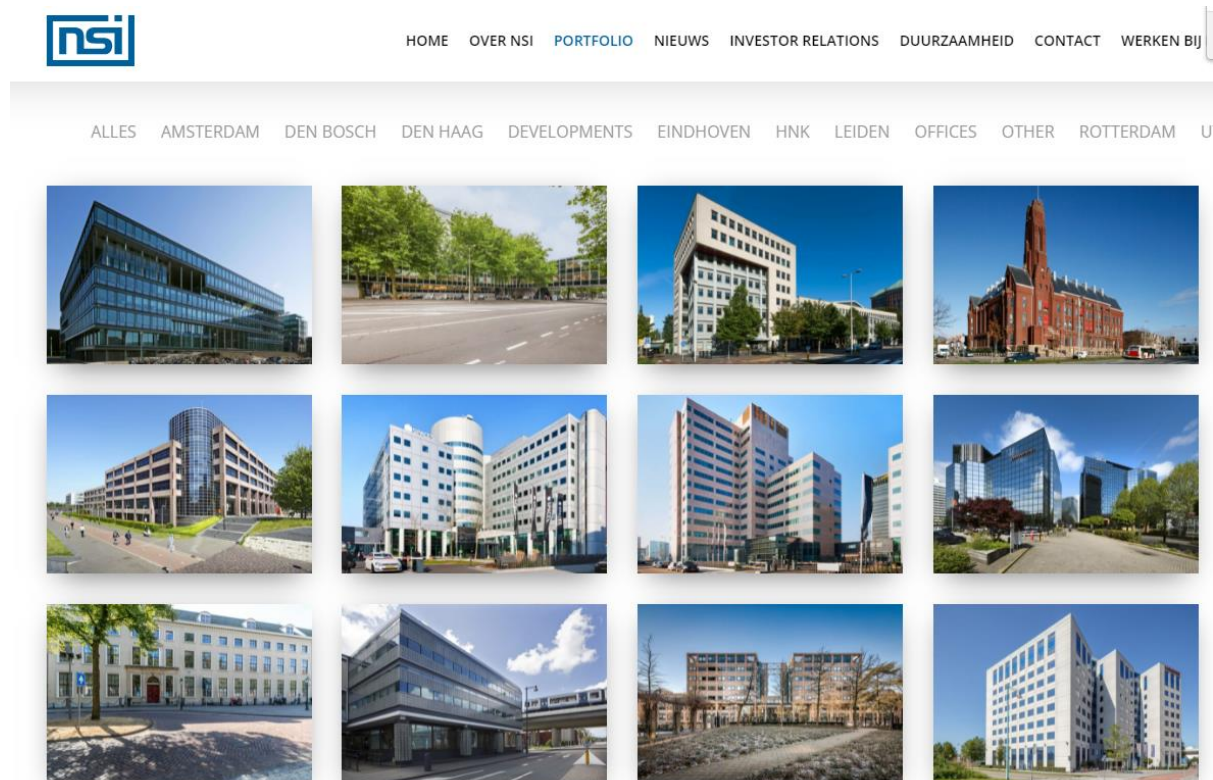 nsi
HOME OVER NSI PORTFOLIO NIEUWS INVESTOR RELATIONS DUURZAAMHEID CONTACT WERKEN BIJ
ALLES AMSTERDAM DEN BOSCH DEN HAAG DEVELOPMENTS EINDHOVEN HNK LEIDEN OFFICES OTHER ROTTERDAM U